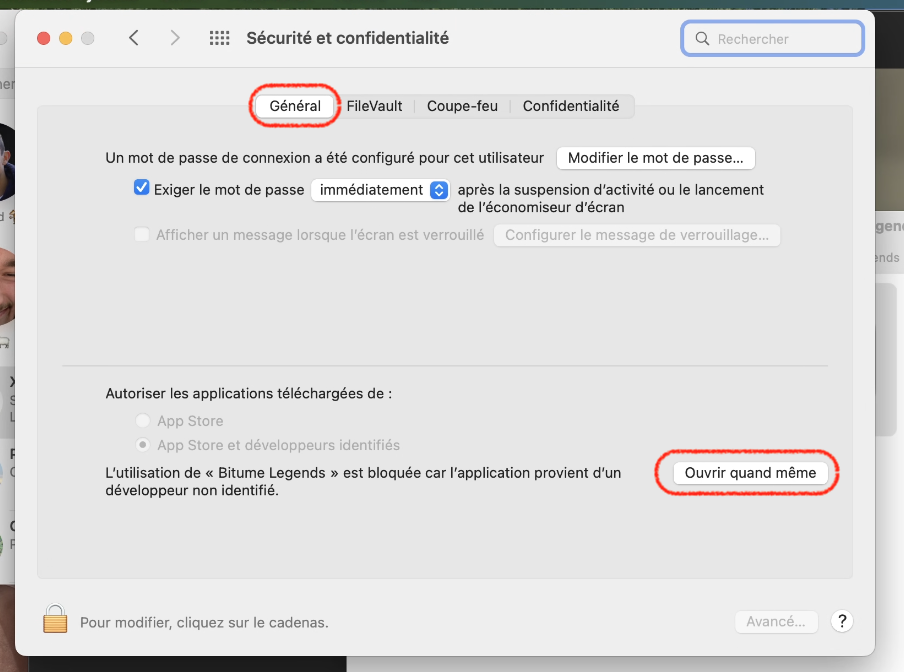 Sécurité et confidentialité
Rechercher
Général
FileVault
Coupe-feu
Confidentialité
Un mot de passe de connexion a été configuré pour cet utilisateur
Modifier le mot de passe...
Exiger le mot de passe
immédiatement
après la suspension d’activité ou le lancement
de l’économiseur d’écran
Afficher un message lorsque l’écran est verrouillé
Configurer le message de verrouillage...
Autoriser les applications téléchargées de :
App Store
App Store et développeurs identifiés
L’utilisation de « Bitume Legends » est bloquée car l’application provient d’un
développeur non identifié.
Ouvrir quand même
Pour modifier, cliquez sur le cadenas.
Avancé...
?